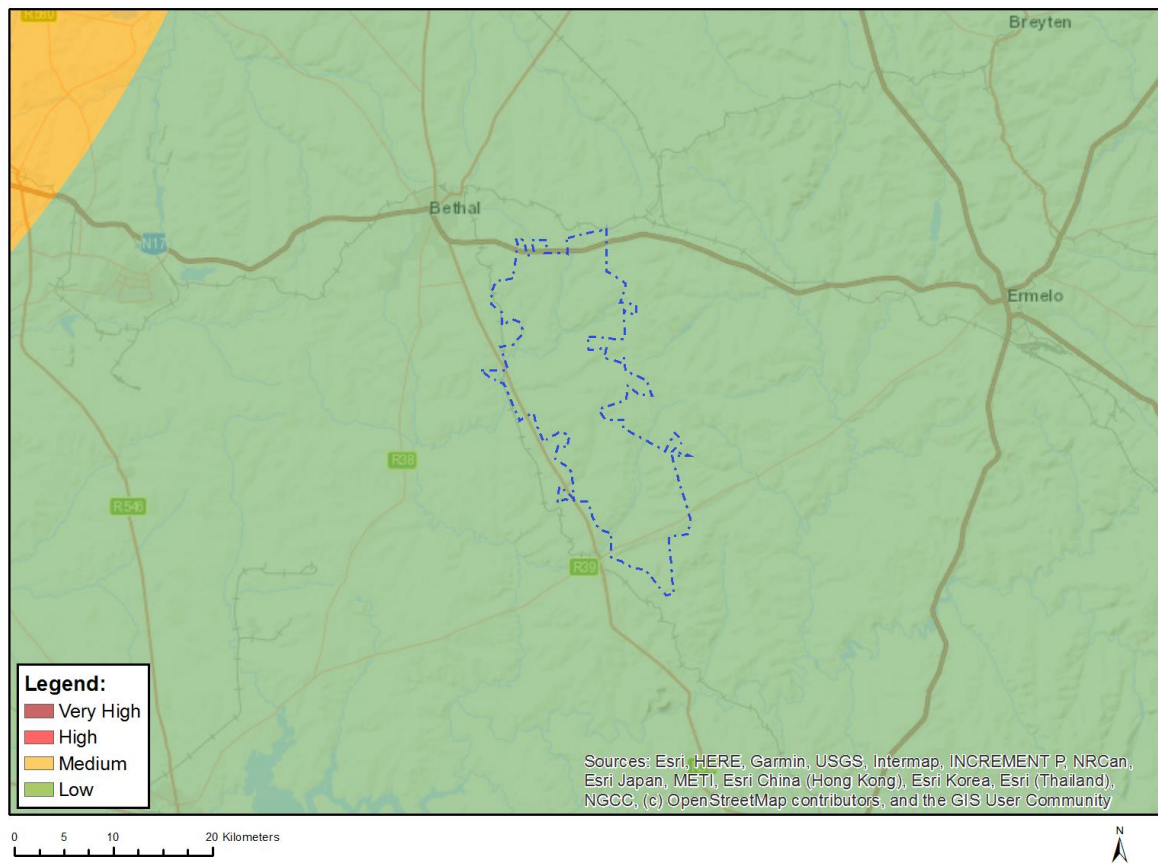 R580
Breyten
Bethal
N17
Ermelo
R38
R546
R39
Legend:
Very High
High
Medium
Low
Sources: Esri, HERE, Garmin, USGS, Intermap, INCREMENT P, NRCan,
Esri Japan, METI, Esri China (Hong Kong), Esri Korea, Esri (Thailand),
NGCC, (c) OpenStreetMap contributors, and the GIS User Community
0 5 10 20 Kilometers
N